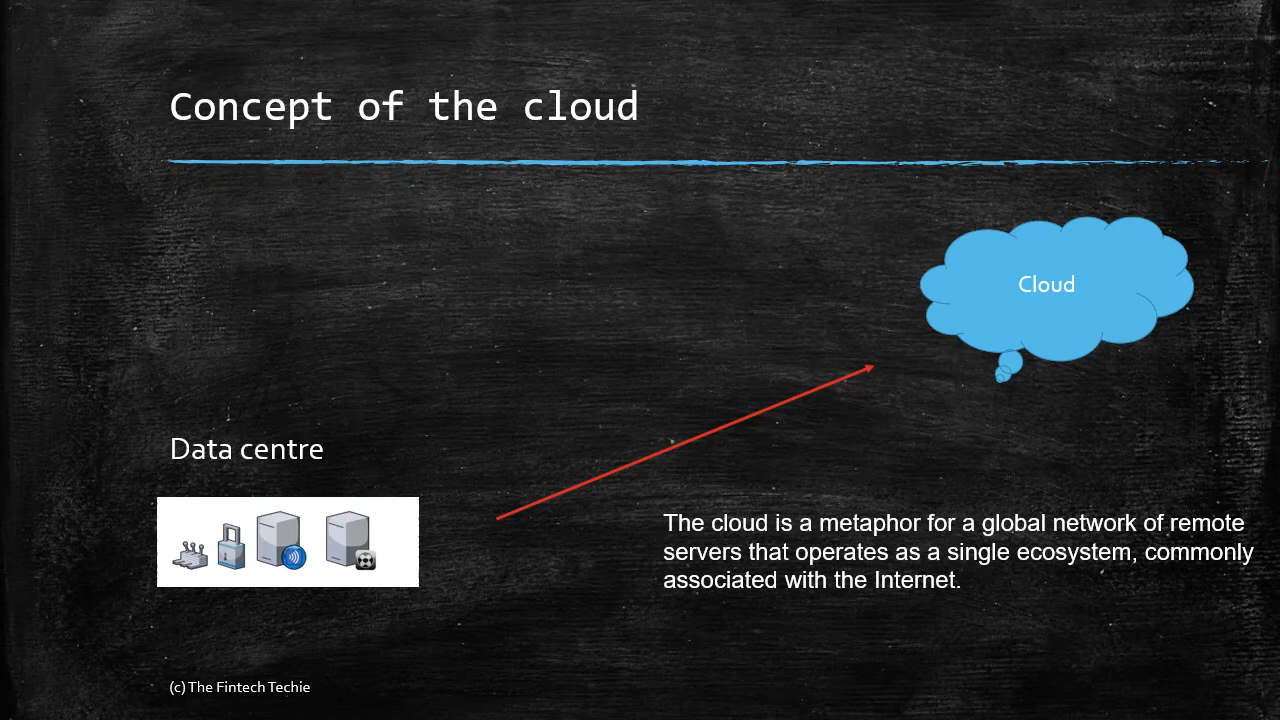 Concept of the cloud
Cloud
Data centre
The cloud is a metaphor for a global network of remote
servers that operates as a single ecosystem, commonly
associated with the Internet.
(c) The Fintech Techie